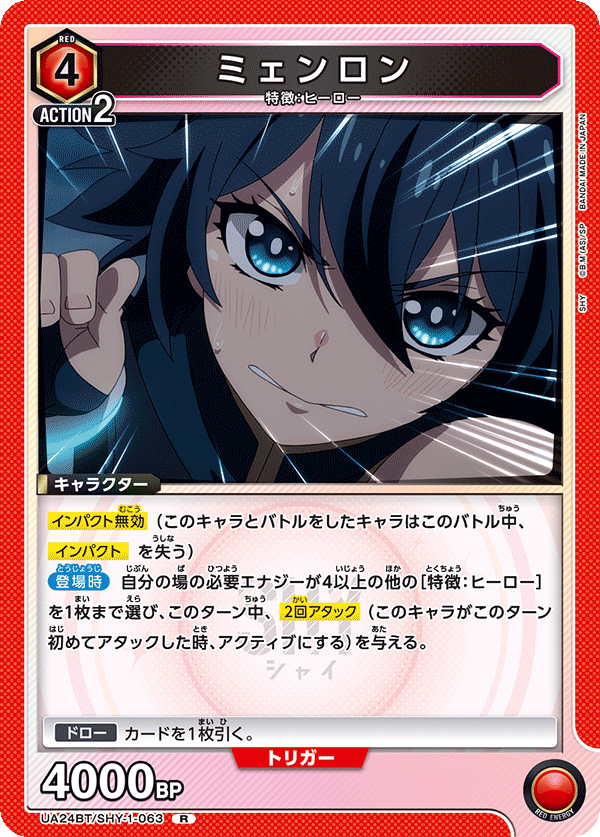 RED
4
ACTION2
ミェンロン
特徴:ヒーロー
SHY ©B.M (AS)/SP BANDAI MADE IN JAPAN
キャラクター
インパクト無効 (このキャラとバトルをしたキャラはこのバトル中、
インパクト を失う)
登場時 自分の場の必要エナジーが4以上の他の[特徴:ヒーロー]
を1枚まで選び、このターン中、2回アタック (このキャラがこのターン
初めてアタックした時、アクティブにする)を与える。
SHY
シャイ
ドロー カードを1枚引く。
トリガー
4000BP
UA24BT/SHY-1-063 R
RED ENERGY